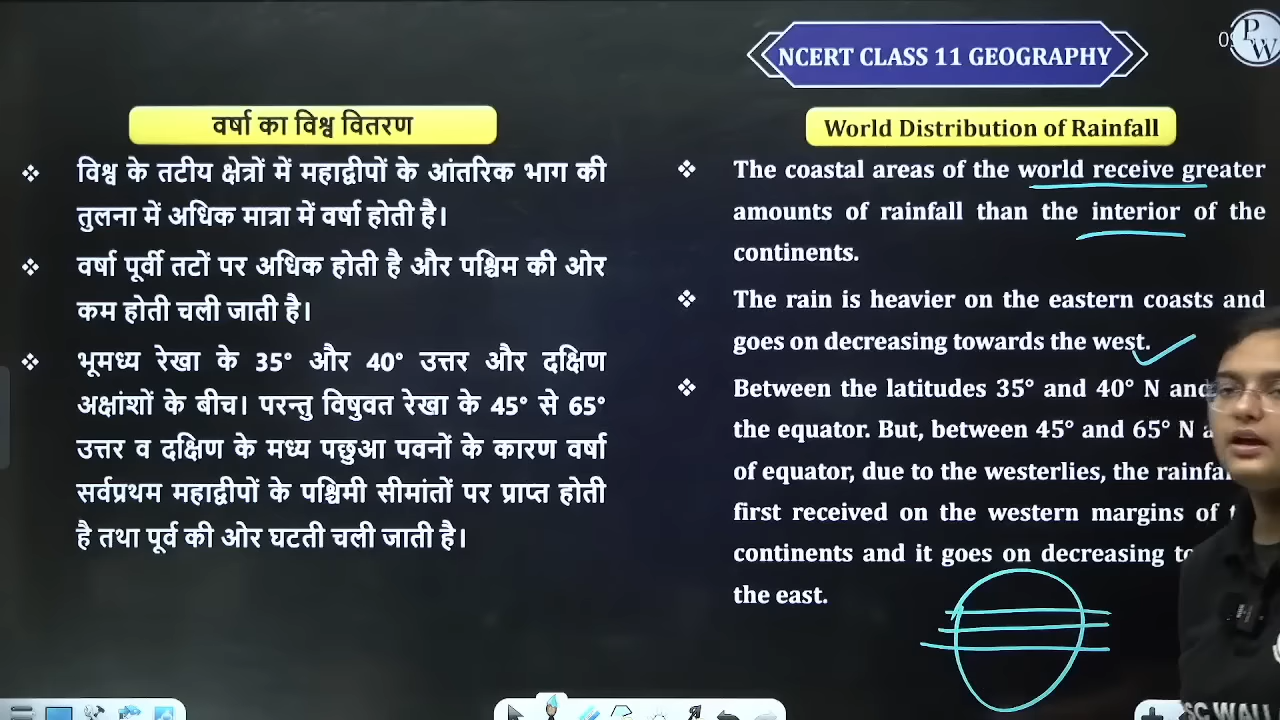 NCERT CLASS 11 GEOGRAPHY
PW
वर्षा का विश्व वितरण
❖ विश्व के तटीय क्षेत्रों में महाद्वीपों के आंतरिक भाग की
तुलना में अधिक मात्रा में वर्षा होती है।
❖ वर्षा पूर्वी तटों पर अधिक होती है और पश्चिम की ओर
कम होती चली जाती है।
❖ भूमध्य रेखा के 35° और 40° उत्तर और दक्षिण
अक्षांशों के बीच। परन्तु विषुवत रेखा के 45° से 65°
उत्तर व दक्षिण के मध्य पछुआ पवनों के कारण वर्षा
सर्वप्रथम महाद्वीपों के पश्चिमी सीमांतों पर प्राप्त होती
है तथा पूर्व की ओर घटती चली जाती है।
World Distribution of Rainfall
❖ The coastal areas of the world receive greater
amounts of rainfall than the interior of the
continents.
❖ The rain is heavier on the eastern coasts and
goes on decreasing towards the west.
❖ Between the latitudes 35° and 40° N and
the equator. But, between 45° and 65° N
of equator, due to the westerlies, the
first received on the western margins of
continents and it goes on decreasing
the east.
SC WALL